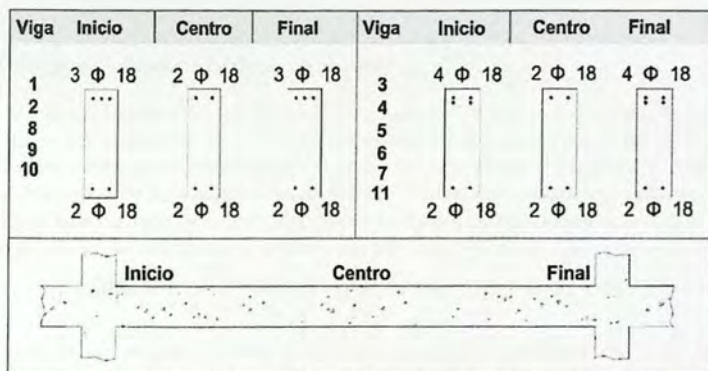 Viga Inicio Centro Final Viga Inicio Centro Final
1 3 Φ 18 2 Φ 18 3 Φ 18 3 4 Φ 18 2 Φ 18 4 Φ 18
2 4
8 5
9 6
10 7
11
2 Φ 18 2 Φ 18 2 Φ 18 2 Φ 18 2 Φ 18 2 Φ 18
Inicio Centro Final